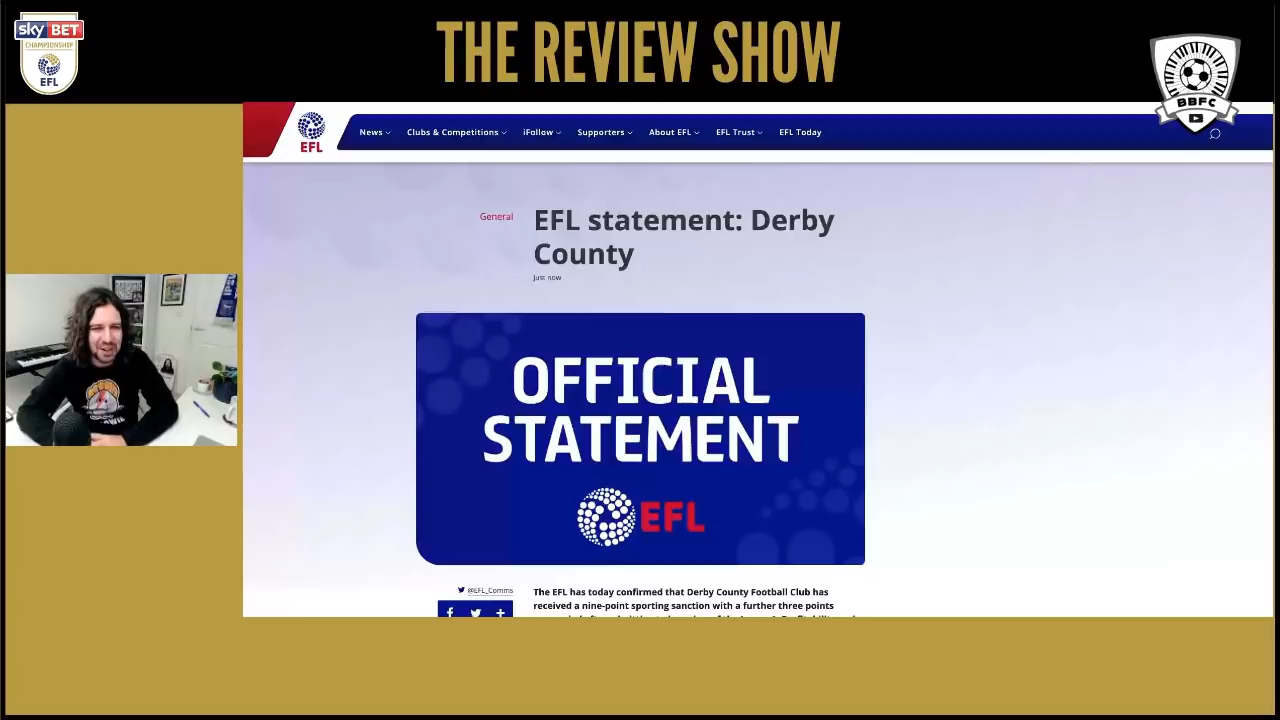 sky BET
CHAMPIONSHIP
EFL
THE REVIEW SHOW
BBFC
EFL
News
Clubs & Competitions
iFollow
Supporters
About EFL
EFL Trust
EFL Today
General
EFL statement: Derby
County
Just now
OFFICIAL
STATEMENT
EFL
@EFL_Comms
The EFL has today confirmed that Derby County Football Club has
received a nine-point sporting sanction with a further three points